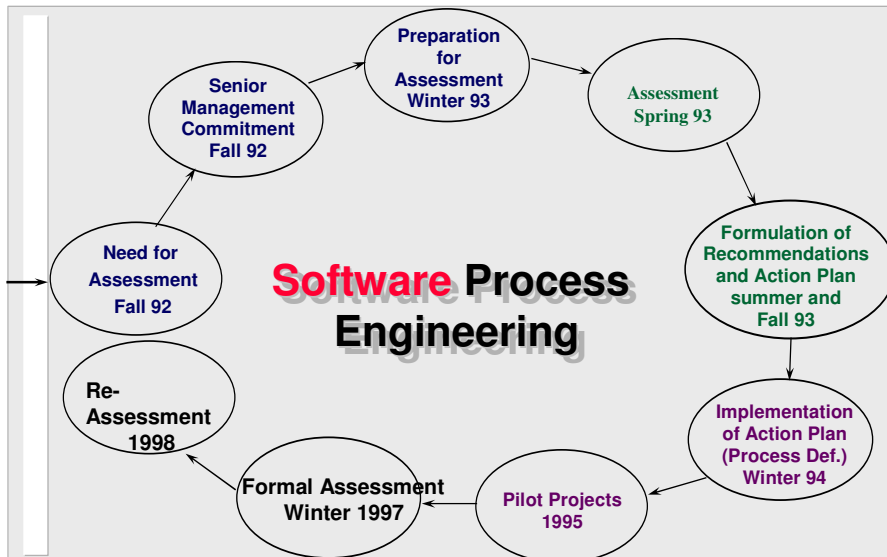 Preparation
for
Assessment
Winter 93
Senior
Management
Commitment
Fall 92
Assessment
Spring 93
Need for
Assessment
Fall 92
Software Process
Engineering
Formulation of
Recommendations
and Action Plan
summer and
Fall 93
Re-
Assessment
1998
Implementation
of Action Plan
(Process Def.)
Winter 94
Formal Assessment
Winter 1997
Pilot Projects
1995